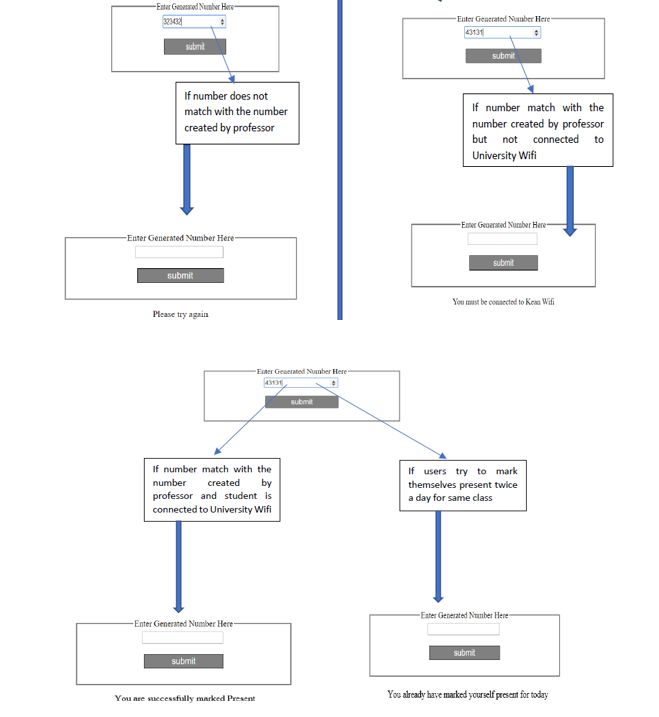 Enter Generated Number Here
323432
submit
If number does not
match with the number
created by professor
Enter Generated Number Here
submit
Please try again
Enter Generated Number Here
43131
submit
If number match with the
number created by professor
but not connected to
University Wifi
Enter Generated Number Here
submit
You must be connected to Kean Wifi
Enter Generated Number Here
43131
submit
If number match with the
number created by
professor and student is
connected to University Wifi
Enter Generated Number Here
submit
You are successfully marked Present
If users try to mark
themselves present twice
a day for same class
Enter Generated Number Here
submit
You already have marked yourself present for today